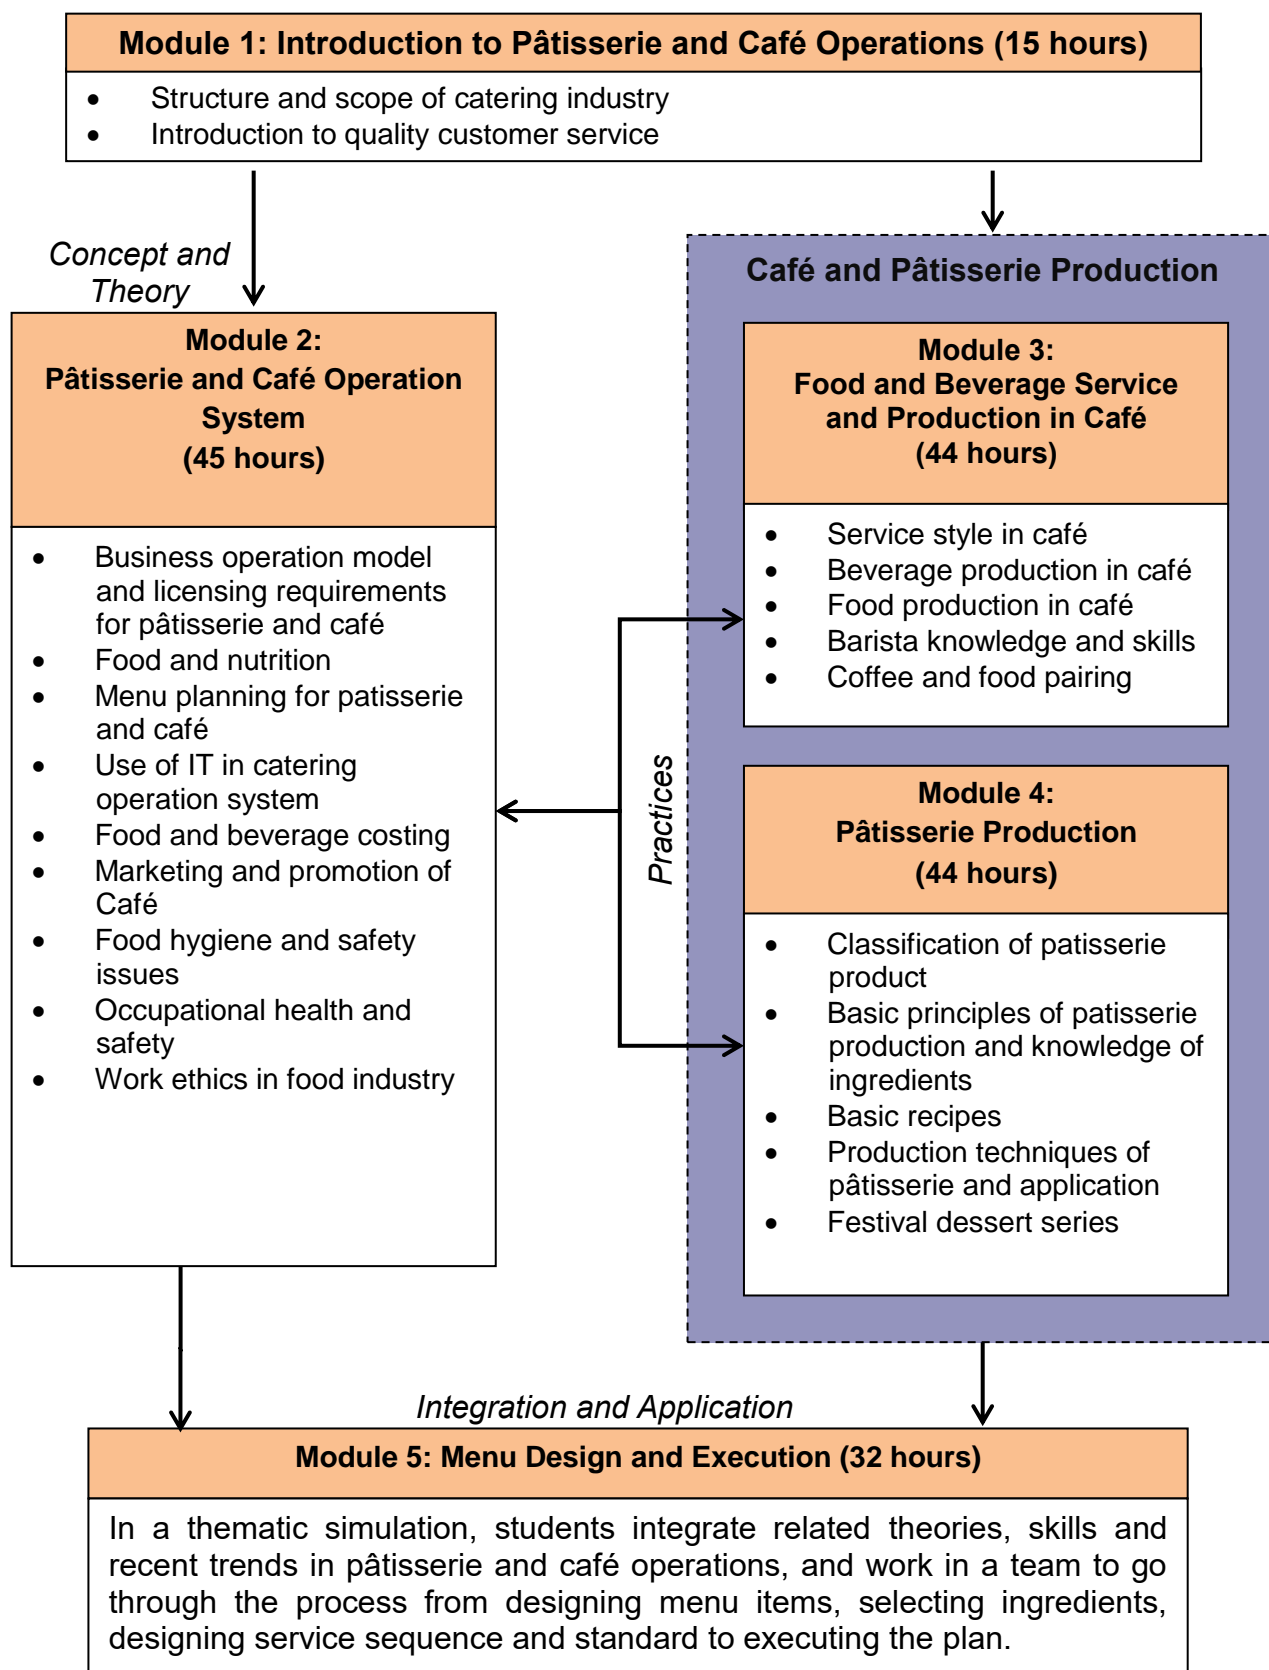 Module 1: Introduction to Pâtisserie and Café Operations (15 hours)
• Structure and scope of catering industry
• Introduction to quality customer service
Concept and
Theory
Module 2:
Pâtisserie and Café Operation
System
(45 hours)
• Business operation model
and licensing requirements
for pâtisserie and café
• Food and nutrition
• Menu planning for patisserie
and café
• Use of IT in catering
operation system
• Food and beverage costing
• Marketing and promotion of
Café
• Food hygiene and safety
issues
• Occupational health and
safety
• Work ethics in food industry
Practices
Café and Pâtisserie Production
Module 3:
Food and Beverage Service
and Production in Café
(44 hours)
• Service style in café
• Beverage production in café
• Food production in café
• Barista knowledge and skills
• Coffee and food pairing
Module 4:
Pâtisserie Production
(44 hours)
• Classification of patisserie
product
• Basic principles of patisserie
production and knowledge of
ingredients
• Basic recipes
• Production techniques of
pâtisserie and application
• Festival dessert series
Integration and Application
Module 5: Menu Design and Execution (32 hours)
In a thematic simulation, students integrate related theories, skills and
recent trends in pâtisserie and café operations, and work in a team to go
through the process from designing menu items, selecting ingredients,
designing service sequence and standard to executing the plan.